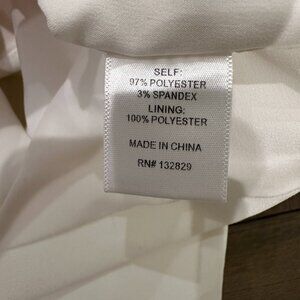 SELF:
97% POLYESTER
3% SPANDEX
LINING:
100% POLYESTER
MADE IN CHINA
RN# 132829